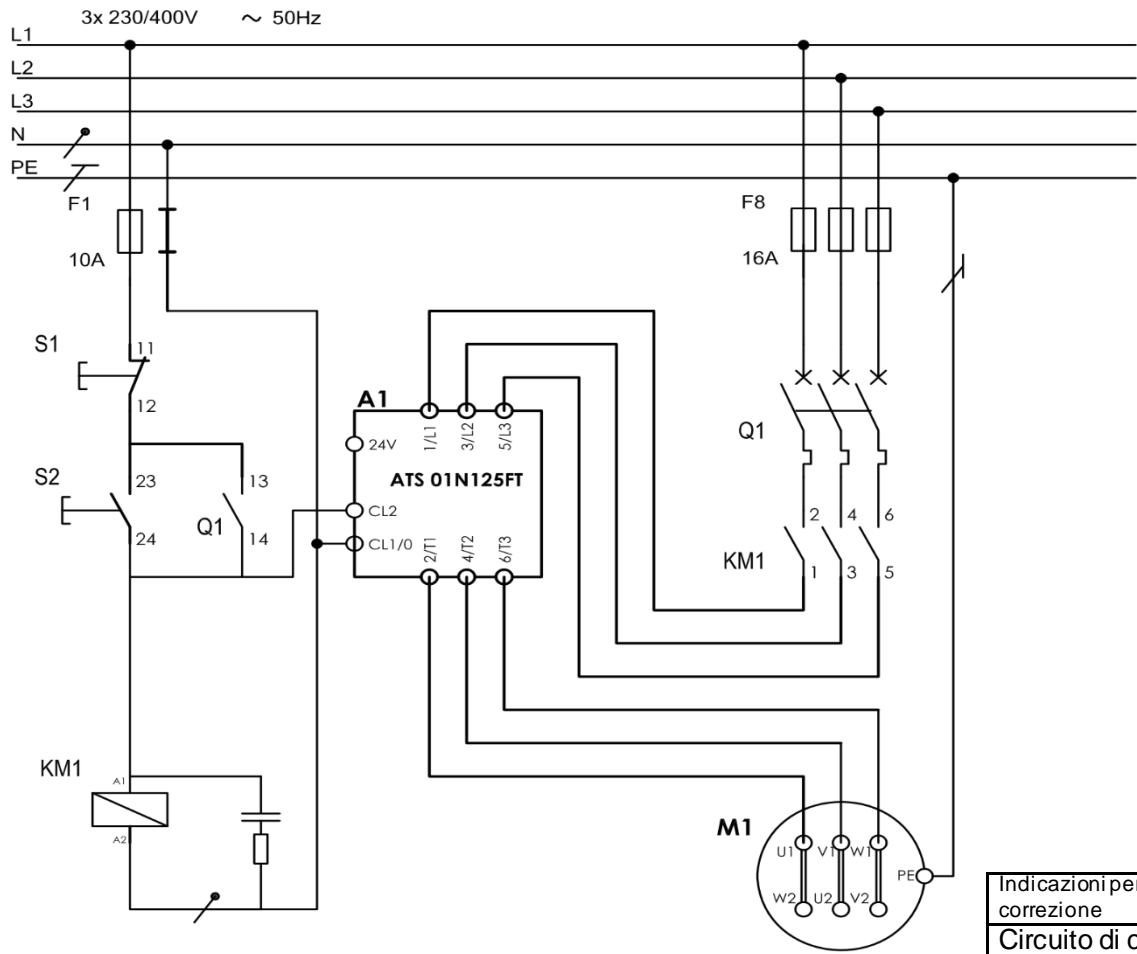 3x 230/400V ~ 50Hz
L1
L2
L3
N
PE
F1
10A
F8
16A
S1
11
12
S2
23
24
13
Q1
14
A1
1/L1
3/L2
5/L3
24V
ATS 01N125FT
CL2
CL1/0
2/T1
4/T2
6/T3
Q1
2
4
6
KM1
1
3
5
KM1
A1
A2
M1
U1
V1
W1
PE
W2
U2
V2
Indicazioni per
correzione
Circuito di c